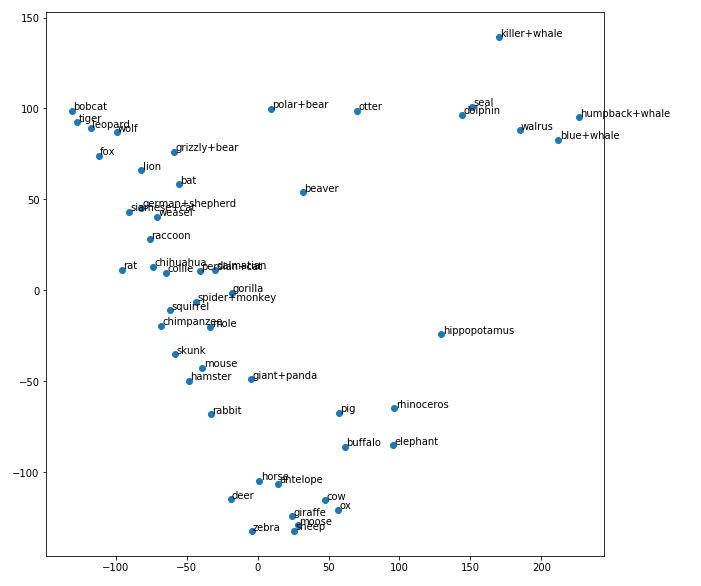 150
killer+whale
bobcat
polar+bear
otter
seal
100
dolphin
humpback+whale
tiger
leopard
wolf
walrus
blue+whale
grizzly+bear
fox
lion
bat
beaver
50
german+shepherd
siamese+cat
weasel
raccoon
rat
chihuahua
collie
persian+cat
dalmatian
gorilla
0
spider+monkey
squirrel
chimpanzee
mole
hippopotamus
skunk
mouse
hamster
giant+panda
−50
rabbit
pig
rhinoceros
buffalo
elephant
horse
antelope
−100
deer
cow
ox
giraffe
moose
zebra
sheep
−100
−50
0
50
100
150
200